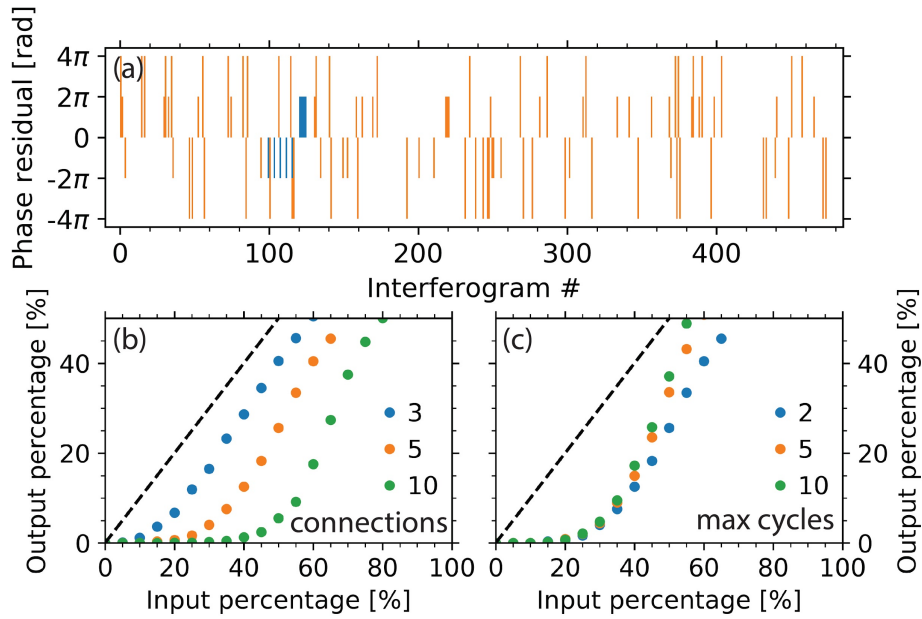 Phase residual [rad]
(a)
4π
2π
0
-2π
-4π
0 100 200 300 400
Interferogram #
Output percentage [%]
(b)
40
20
0
3
5
10
connections
0 20 40 60 80 100
Input percentage [%]
(c)
2
5
10
max cycles
0 20 40 60 80 100
Input percentage [%]
40
20
0
Output percentage [%]